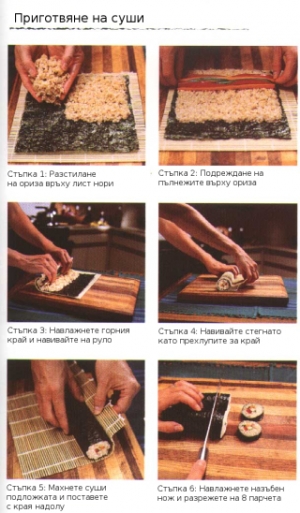 Приготвяне на суши
Стъпка 1: Разстилане
на ориза връху лист нори
Стъпка 2: Подреждане на
пълнежите върху ориза
Стъпка 3: Навлажнете горния
край и навивайте на руло
Стъпка 4: Навивайте стегнато
като прехлупите за край
Стъпка 5: Махнете суши
подложката и поставете
с края надолу
Стъпка 6: Навлажнете назъбен
нож и разрежете на 8 парчета